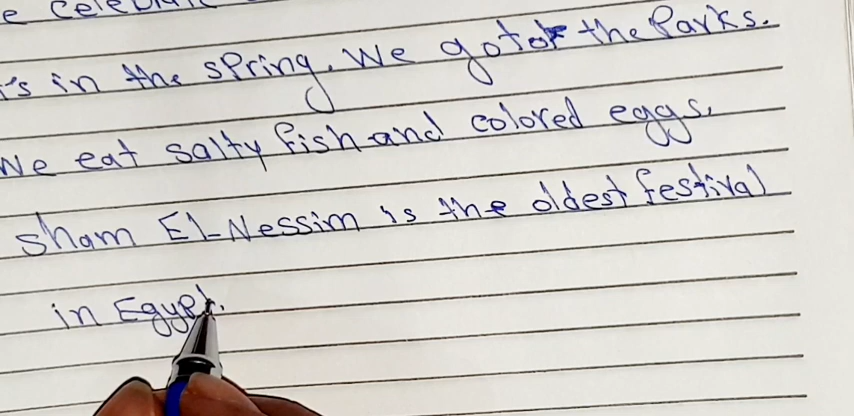 e Celebrate
t's in the spring. We go to the Parks.
We eat salty fish and colored eggs.
sham El-Nessim is the oldest festival
in Egypt.